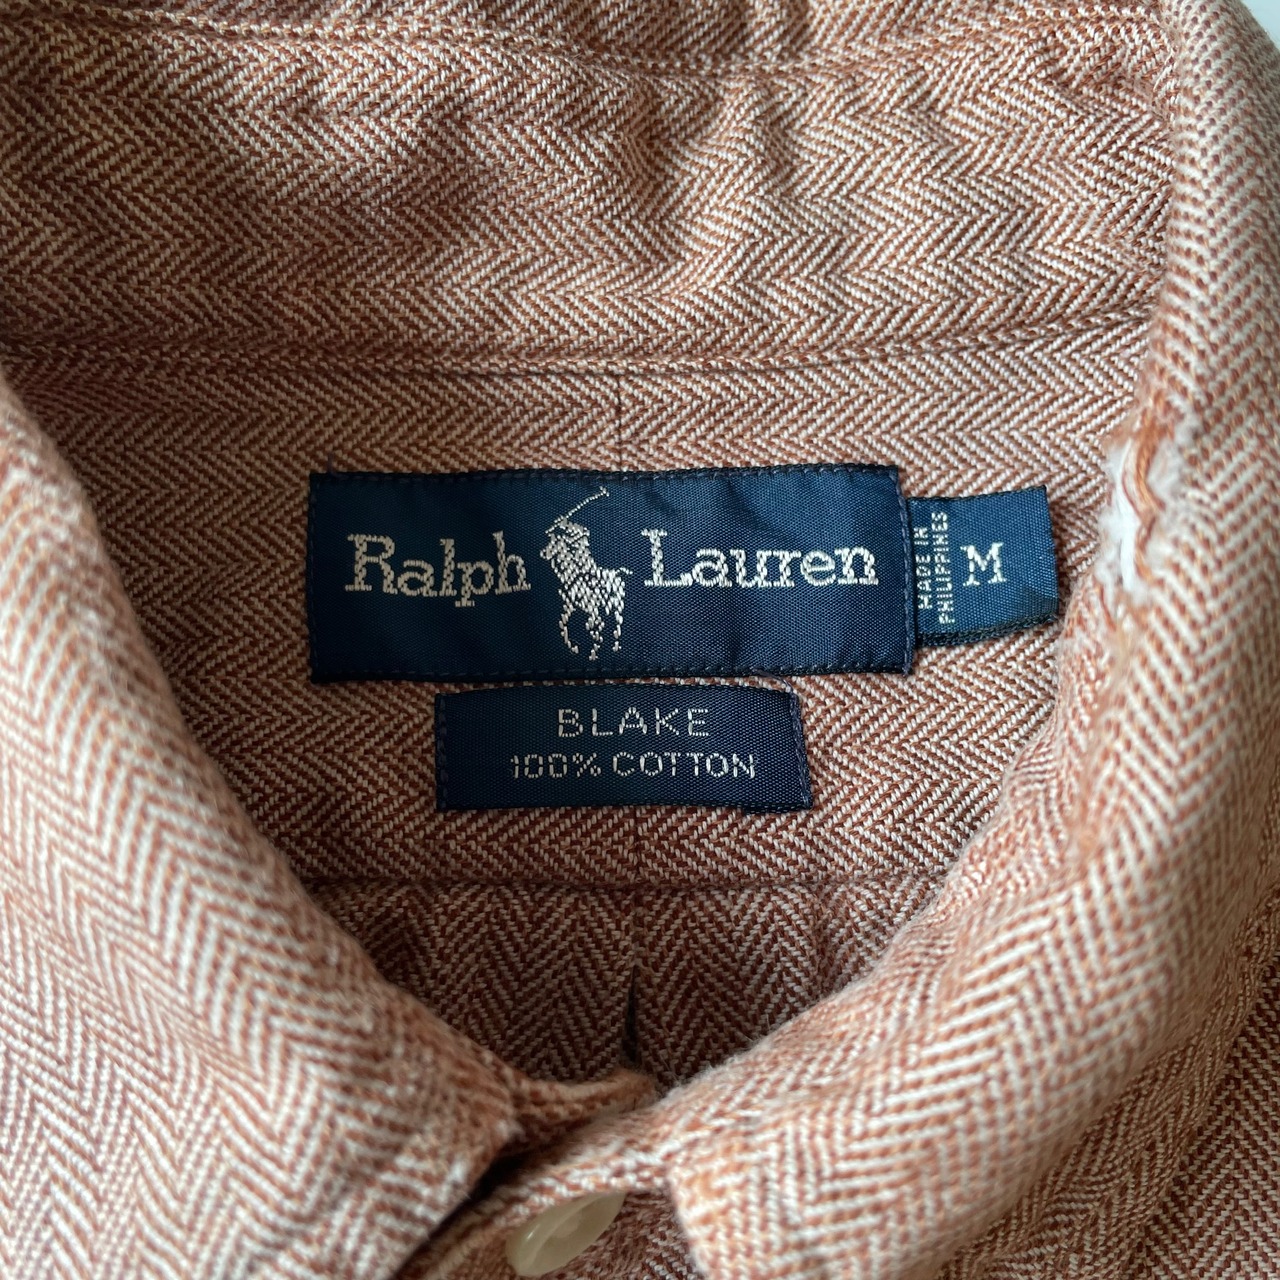 Ralph Lauren
MADE IN
PHILIPPINES
M
BLAKE
100% COTTON